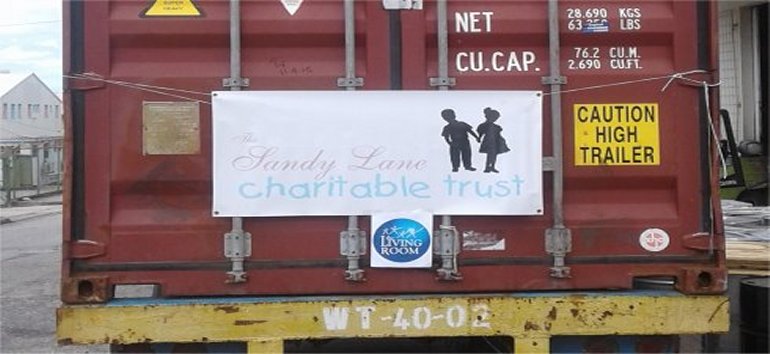 SUPER
NET
28.690 KGS
LBS
CU.CAP.
76.2 CU.M.
2.690 CU.FT.
CAUTION
HIGH
TRAILER
The
Sandy Lane
charitable trust
LIVING
ROOM
WT-40-02